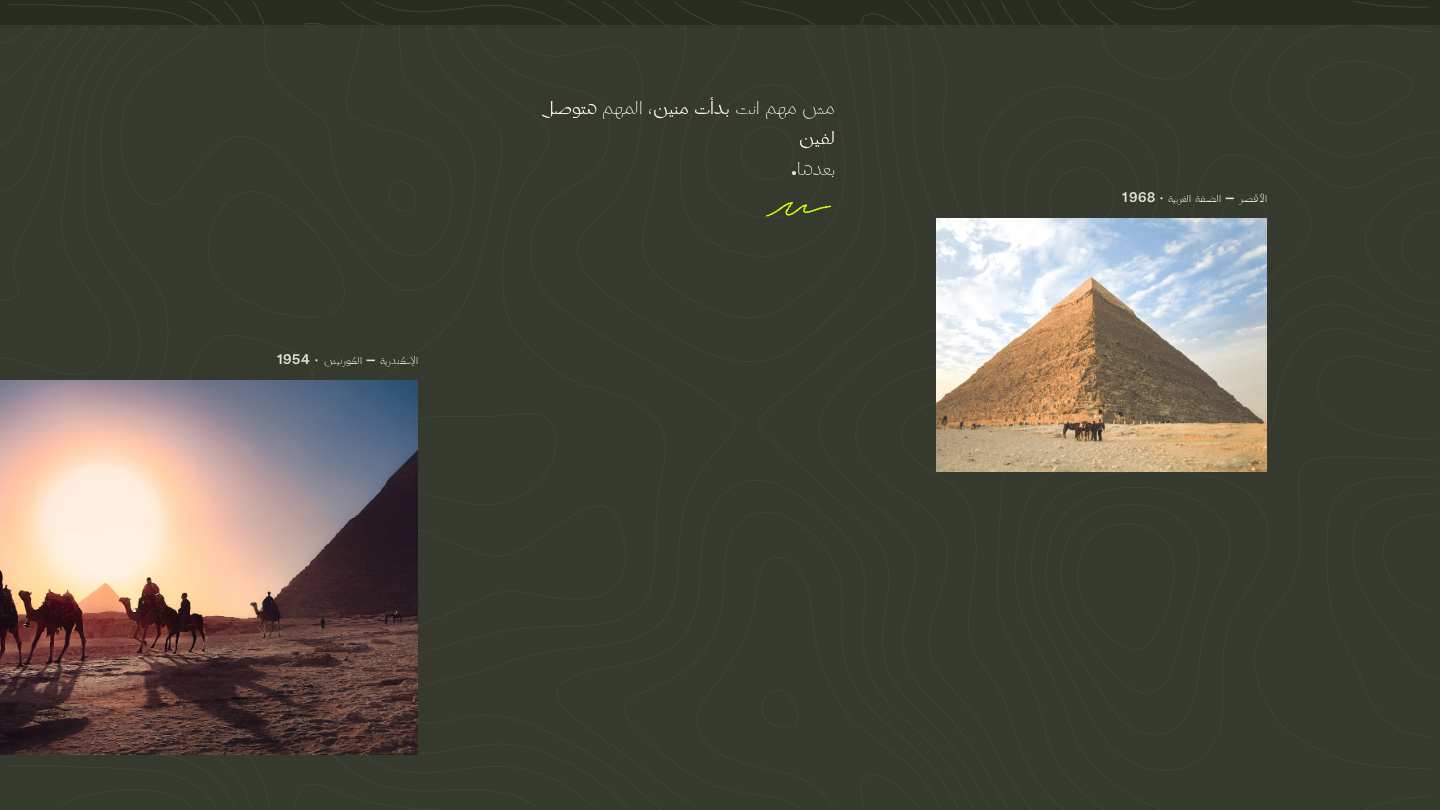 مش مهم انت بدأت منين، المهم هتوصل
لفين
بعدها.
الأقصر — الضفة الغربية · 1968
الإسكندرية — الكورنيش · 1954